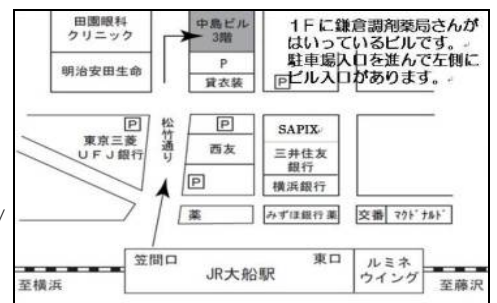 田園眼科
クリニック
明治安田生命
中島ビル
3階
P
貸衣装
1Fに鎌倉調剤薬局さんが
はいっているビルです。
駐車場入口を進んで左側に
ビル入口があります。
P
P
東京三菱
UFJ銀行
松竹通り
P
西友
P
SAPIX
三井住友
銀行
横浜銀行
薬
みずほ銀行 薬
交番 マクドナルド
笠間口
JR大船駅
東口
ルミネ
ウイング
至横浜
至藤沢